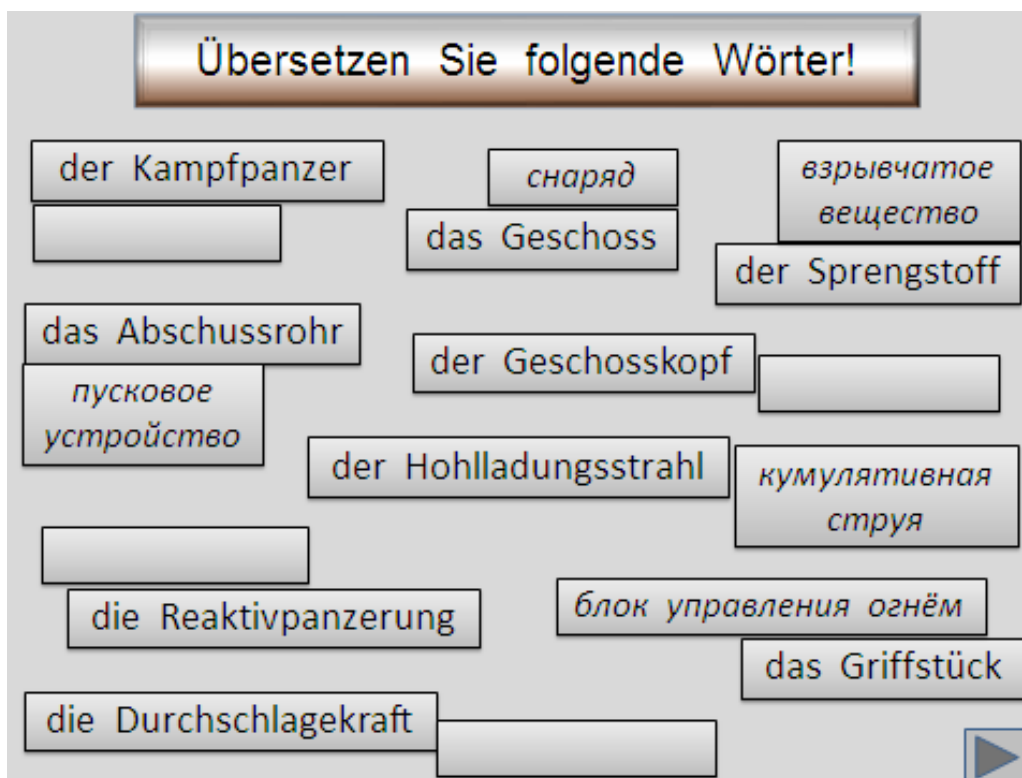 Übersetzen Sie folgende Wörter!
der Kampfpanzer
снаряд
das Geschoss
взрывчатое
вещество
der Sprengstoff
das Abschussrohr
пусковое
устройство
der Geschosskopf
der Hohlladungsstrahl
кумулятивная
струя
die Reaktivpanzerung
блок управления огнём
das Griffstück
die Durchschlagekraft